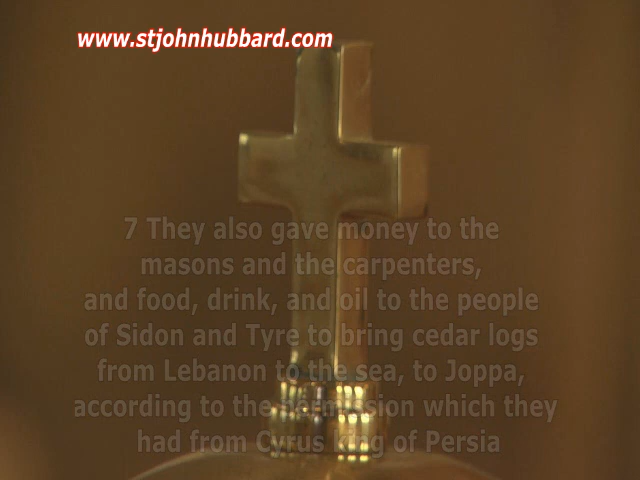 www.stjohnhubbard.com
7 They also gave money to the
masons and the carpenters,
and food, drink, and oil to the people
of Sidon and Tyre to bring cedar logs
from Lebanon to the sea, to Joppa,
according to the permission which they
had from Cyrus king of Persia